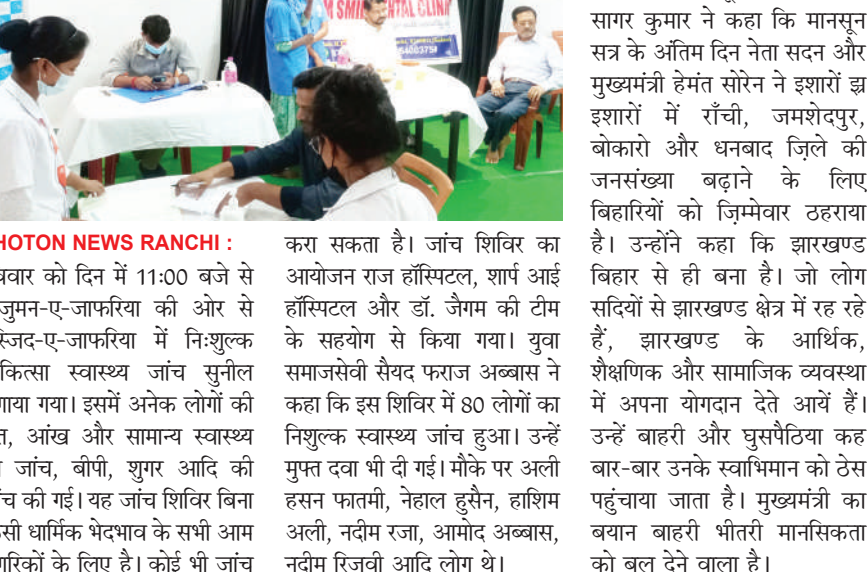 SMILE DENTAL CLINIC
HOTON NEWS RANCHI :
को दिन में 11ः00 बजे से
की ओर से
में निःशुल्क
स्वास्थ्य जांच सुनील
गया। इसमें अनेक लोगों की
आंख और सामान्य स्वास्थ्य
जांच, बीपी, शुगर आदि की
की गई। यह जांच शिविर बिना
धार्मिक भेदभाव के सभी आम
के लिए है। कोई भी जांच
करा सकता है। जांच शिविर का
आयोजन राज हॉस्पिटल, शार्प आई
हॉस्पिटल और डॉ. जैगम की टीम
के सहयोग से किया गया। युवा
समाजसेवी सैयद फराज अब्बास ने
कहा कि इस शिविर में 80 लोगों का
निशुल्क स्वास्थ्य जांच हुआ। उन्हें
मुफ्त दवा भी दी गई। मौके पर अली
हसन फातमी, नेहाल हुसैन, हाशिम
अली, नदीम रजा, आमोद अब्बास,
नदीम रिजवी आदि लोग थे।
सागर कुमार ने कहा कि मानसून
सत्र के अंतिम दिन नेता सदन और
मुख्यमंत्री हेमंत सोरेन ने इशारों झ
इशारों में राँची, जमशेदपुर,
बोकारो और धनबाद ज़िले की
जनसंख्या बढ़ाने के लिए
बिहारियों को ज़िम्मेवार ठहराया
है। उन्होंने कहा कि झारखण्ड
बिहार से ही बना है। जो लोग
सदियों से झारखण्ड क्षेत्र में रह रहे
हैं, झारखण्ड के आर्थिक,
शैक्षणिक और सामाजिक व्यवस्था
में अपना योगदान देते आयें हैं।
उन्हें बाहरी और घुसपैठिया कह
बार-बार उनके स्वाभिमान को ठेस
पहुंचाया जाता है। मुख्यमंत्री का
बयान बाहरी भीतरी मानसिकता
को बल देने वाला है।